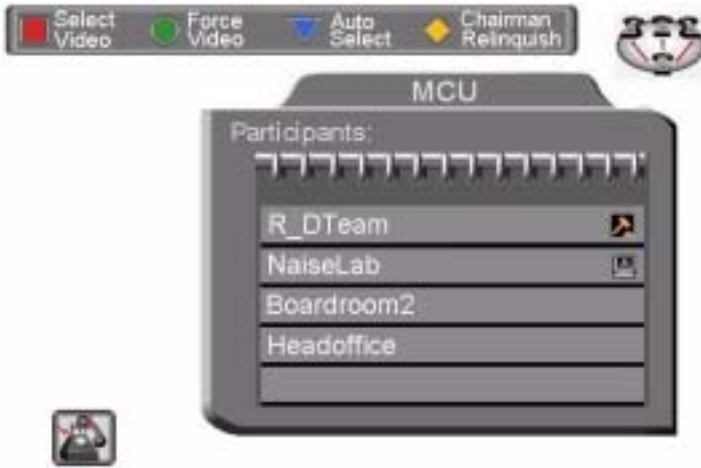 Select Video
Force Video
Auto Select
Chairman Relinquish
MCU
Participants:
R_DTeam
NaiseLab
Boardroom2
Headoffice